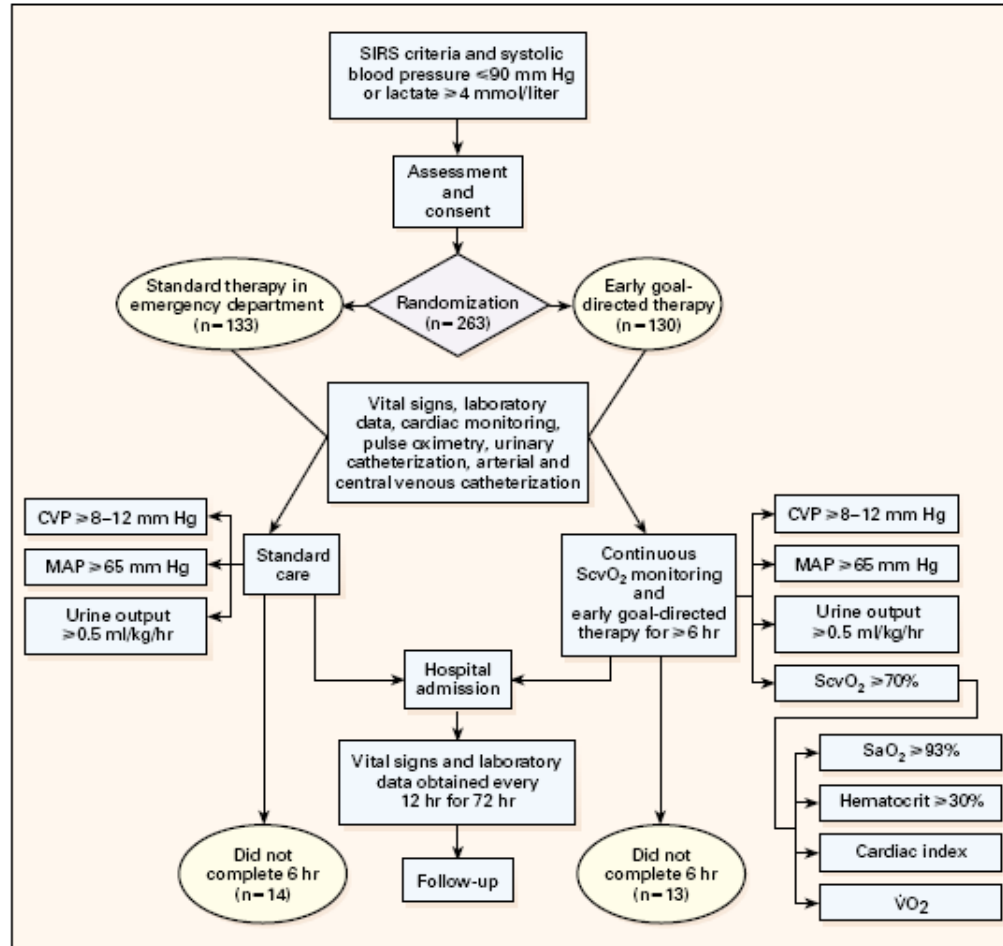 SIRS criteria and systolic
blood pressure ≤90 mm Hg
or lactate ≥4 mmol/liter
Assessment
and
consent
Standard therapy in
emergency department
(n=133)
Randomization
(n=263)
Early goal-
directed therapy
(n=130)
Vital signs, laboratory
data, cardiac monitoring,
pulse oximetry, urinary
catheterization, arterial and
central venous catheterization
CVP ≥8–12 mm Hg
MAP ≥65 mm Hg
Urine output
≥0.5 ml/kg/hr
Standard
care
Continuous
ScvO₂ monitoring
and
early goal-directed
therapy for ≥6 hr
CVP ≥8–12 mm Hg
MAP ≥65 mm Hg
Urine output
≥0.5 ml/kg/hr
ScvO₂ ≥70%
SaO₂ ≥93%
Hematocrit ≥30%
Cardiac index
V̇O₂
Hospital
admission
Vital signs and laboratory
data obtained every
12 hr for 72 hr
Did not
complete 6 hr
(n=14)
Follow-up
Did not
complete 6 hr
(n=13)